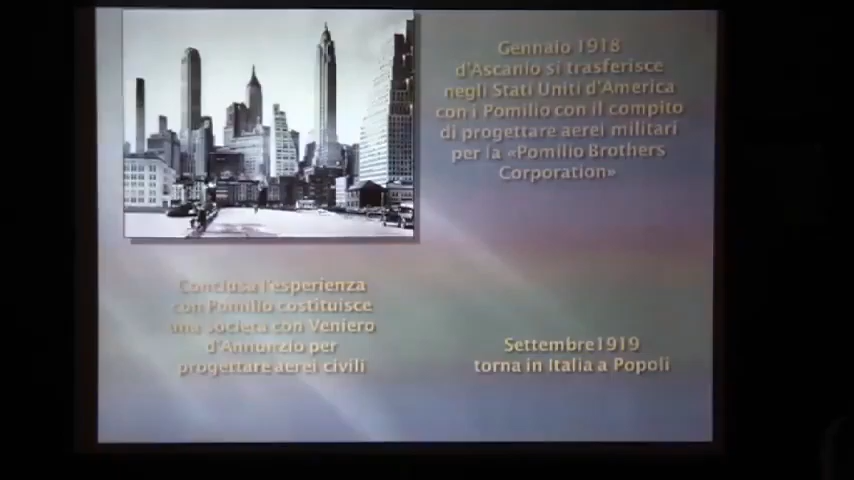 Gennaio 1918
d'Ascanio si trasferisce
negli Stati Uniti d'America
con i Pomilio con il compito
di progettare aerei militari
per la «Pomilio Brothers
Corporation»
Conclusa l'esperienza
con Pomilio costituisce
una società con Veniero
d'Annunzio per
progettare aerei civili
Settembre1919
torna in Italia a Popoli